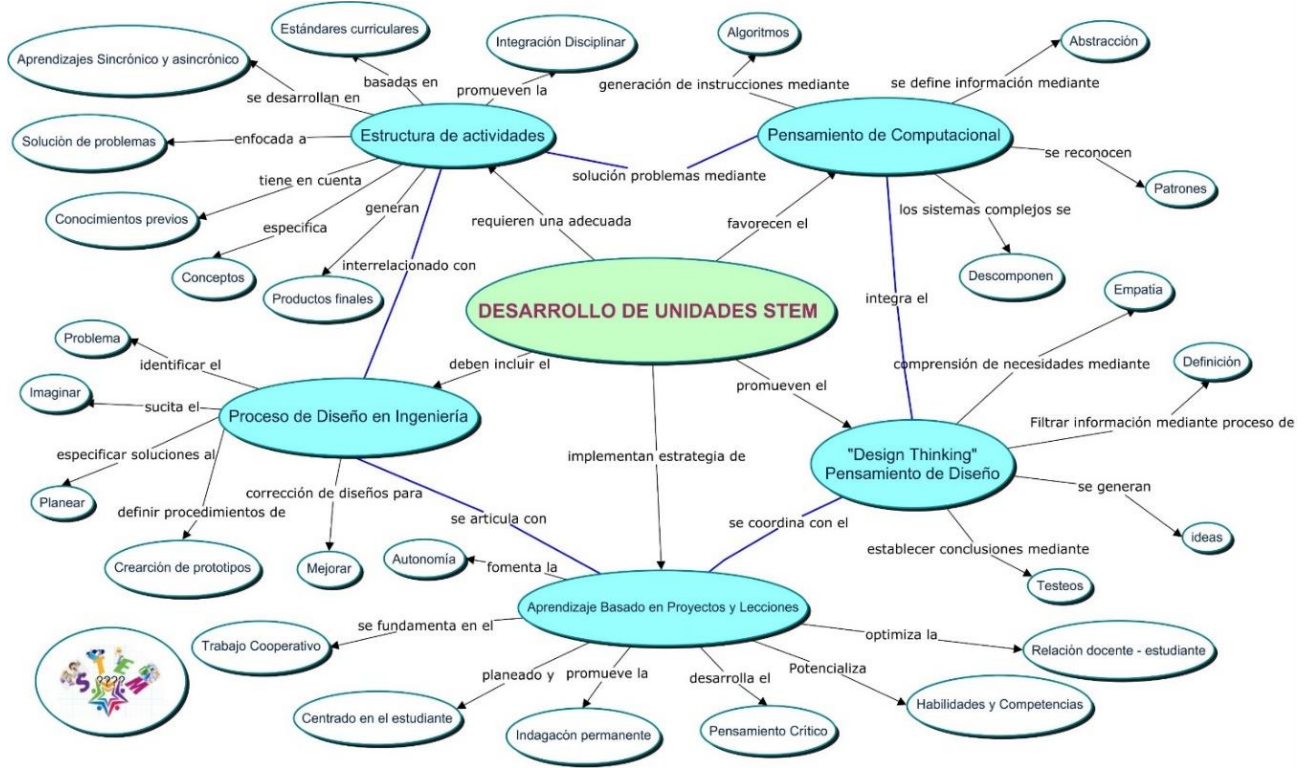 Estándares curriculares
Algoritmos
Abstracción
Integración Disciplinar
Aprendizajes Sincrónico y asincrónico
basadas en
promueven la
generación de instrucciones mediante
se define información mediante
se desarrollan en
Solución de problemas
enfocada a
Estructura de actividades
Pensamiento de Computacional
se reconocen
tiene en cuenta
solución problemas mediante
Patrones
Conocimientos previos
generan
requieren una adecuada
favorecen el
los sistemas complejos se
especifica
Conceptos
interrelacionado con
Descomponen
Productos finales
integra el
Empatia
DESARROLLO DE UNIDADES STEM
Problema
identificar el
deben incluir el
promueven el
comprensión de necesidades mediante
Definición
Imaginar
sucita el
Proceso de Diseño en Ingeniería
Filtrar información mediante proceso de
especificar soluciones al
implementan estrategia de
"Design Thinking"
Pensamiento de Diseño
Planear
corrección de diseños para
se generan
definir procedimientos de
se articula con
se coordina con el
ideas
Crearción de prototipos
Mejorar
Autonomía
fomenta la
establecer conclusiones mediante
Testeos
Aprendizaje Basado en Proyectos y Lecciones
se fundamenta en el
optimiza la
Trabajo Cooperativo
Relación docente - estudiante
planeado y
promueve la
desarrolla el
Potencializa
STEM
????
Centrado en el estudiante
Indagacón permanente
Pensamiento Critico
Habilidades y Competencias